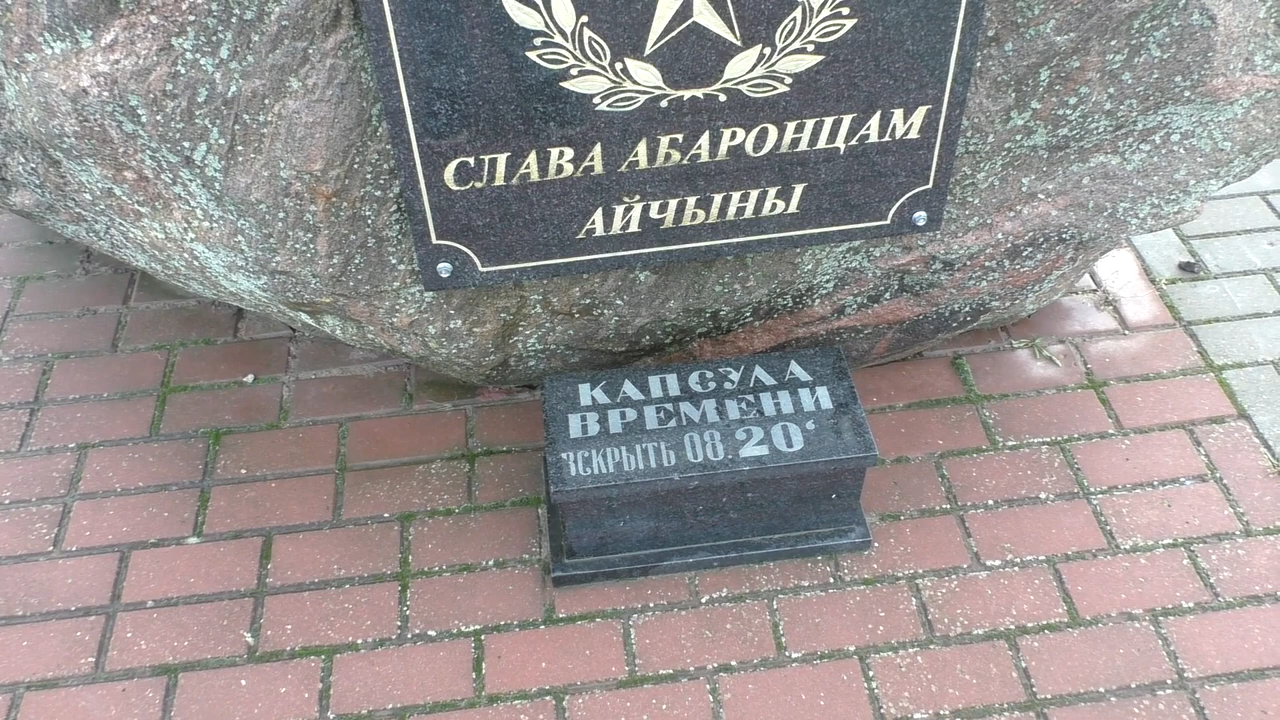 СЛАВА АБАРОНЦАМ
АЙЧЫНЫ
КАПСУЛА
ВРЕМЕНИ
ВСКРЫТЬ 08 20